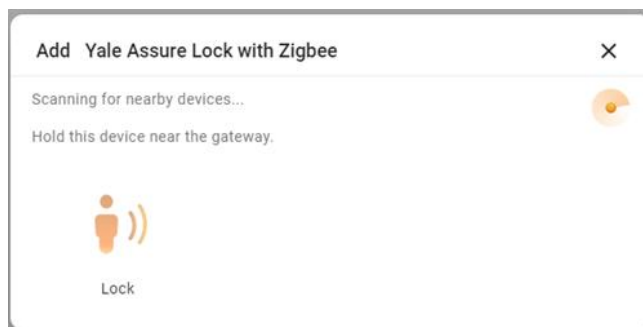 Add Yale Assure Lock with Zigbee
Scanning for nearby devices...
Hold this device near the gateway.
Lock